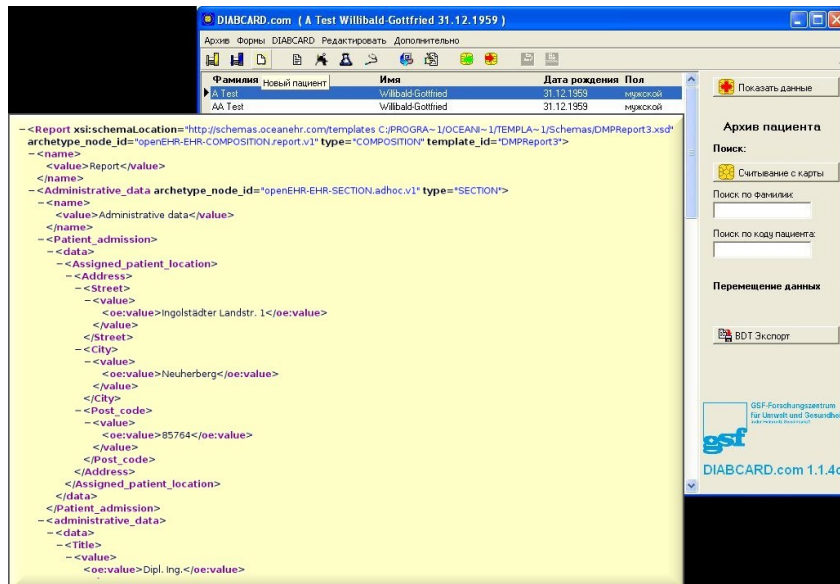 DIABCARD.com ( A Test Willibald-Gottfried 31.12.1959 )
Архив Формы DIABCARD Редактировать Дополнительно
Фамилия Имя Дата рождения Пол
Новый пациент
A Test Willibald-Gottfried 31.12.1959 мужской
AA Test Willibald-Gottfried 31.12.1959 мужской
Показать данные
Архив пациента
Поиск:
Считывание с карты
Поиск по фамилии:
Поиск по коду пациента:
Перемещение данных
BDT Экспорт
GSF-Forschungszentrum
für Umwelt und Gesundhei
gsf
DIABCARD.com 1.1.4c
−<Report xsi:schemaLocation="http://schemas.oceanehr.com/templates C:/PROGRA~1/OCEANI~1/TEMPLA~1/Schemas/DMPReport3.xsd"
archetype_node_id="openEHR-EHR-COMPOSITION.report.v1" type="COMPOSITION" template_id="DMPReport3">
−<name>
<value>Report</value>
</name>
−<Administrative_data archetype_node_id="openEHR-EHR-SECTION.adhoc.v1" type="SECTION">
−<name>
<value>Administrative data</value>
</name>
−<Patient_admission>
−<data>
−<Assigned_patient_location>
−<Address>
−<Street>
−<value>
<oe:value>Ingolstädter Landstr. 1</oe:value>
</value>
</Street>
−<City>
−<value>
<oe:value>Neuherberg</oe:value>
</value>
</City>
−<Post_code>
−<value>
<oe:value>85764</oe:value>
</value>
</Post_code>
</Address>
</Assigned_patient_location>
</data>
</Patient_admission>
−<administrative_data>
−<data>
−<Title>
−<value>
<oe:value>Dipl. Ing.</oe:value>